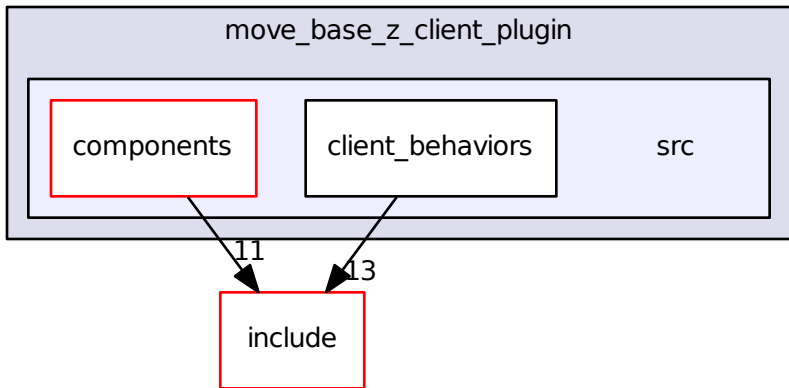 move_base_z_client_plugin
components
client_behaviors
src
11
13
include